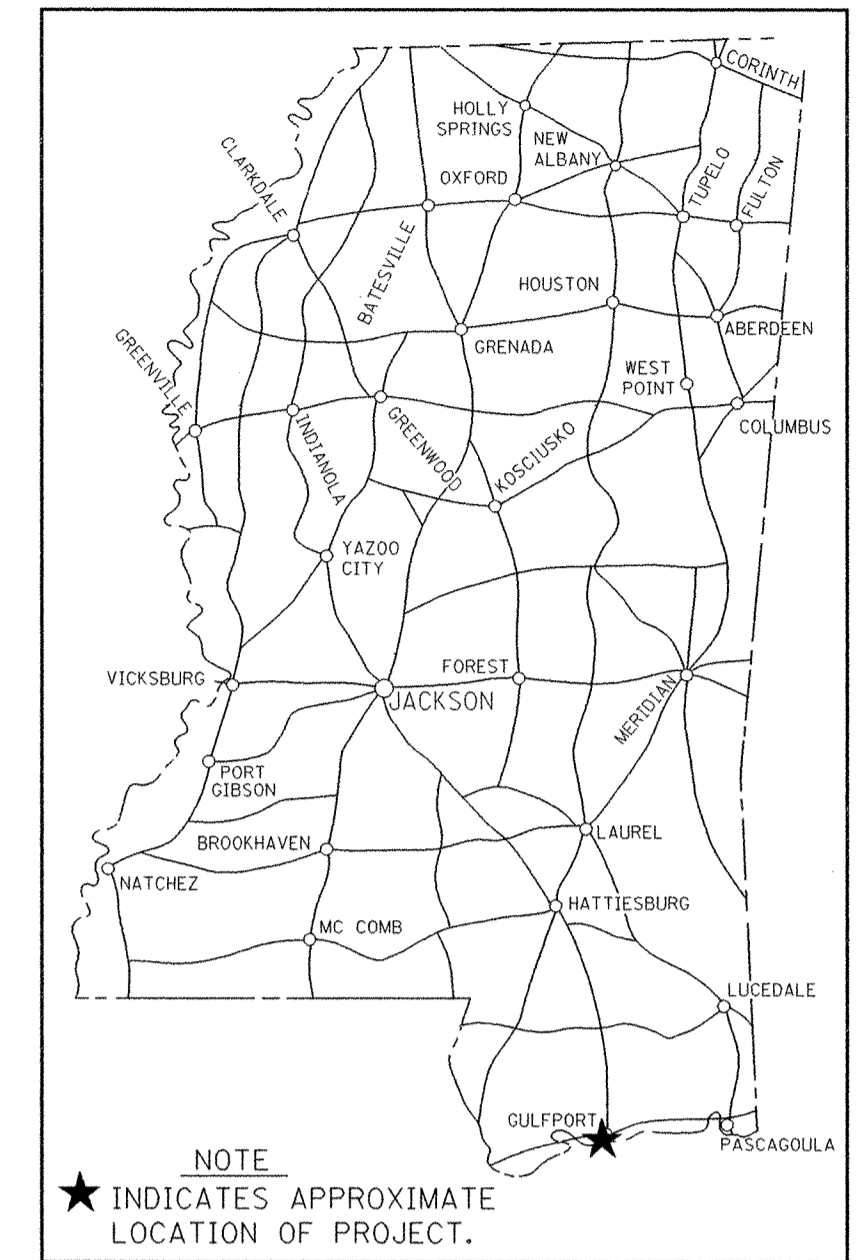 CORINTH
HOLLY
SPRINGS
NEW
ALBANY
CLARKDALE
OXFORD
TUPELO
FULTON
BATESVILLE
HOUSTON
GREENVILLE
GRENADA
ABERDEEN
WEST
POINT
INDIANOLA
GREENWOOD
KOSCIUSKO
COLUMBUS
YAZOO
CITY
VICKSBURG
FOREST
JACKSON
MERIDIAN
PORT
GIBSON
BROOKHAVEN
LAUREL
NATCHEZ
HATTIESBURG
MC COMB
LUCEDALE
GULFPORT
PASCAGOULA
NOTE
INDICATES APPROXIMATE
LOCATION OF PROJECT.